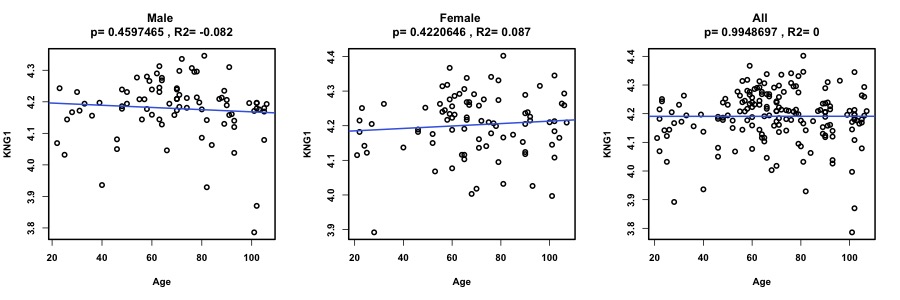 Male
p= 0.4597465 , R2= -0.082
KNG1
4.3
4.2
4.1
4.0
3.9
3.8
20 40 60 80 100
Age
Female
p= 0.4220646 , R2= 0.087
KNG1
4.4
4.3
4.2
4.1
4.0
3.9
20 40 60 80 100
Age
All
p= 0.9948697 , R2= 0
KNG1
4.4
4.3
4.2
4.1
4.0
3.9
3.8
20 40 60 80 100
Age